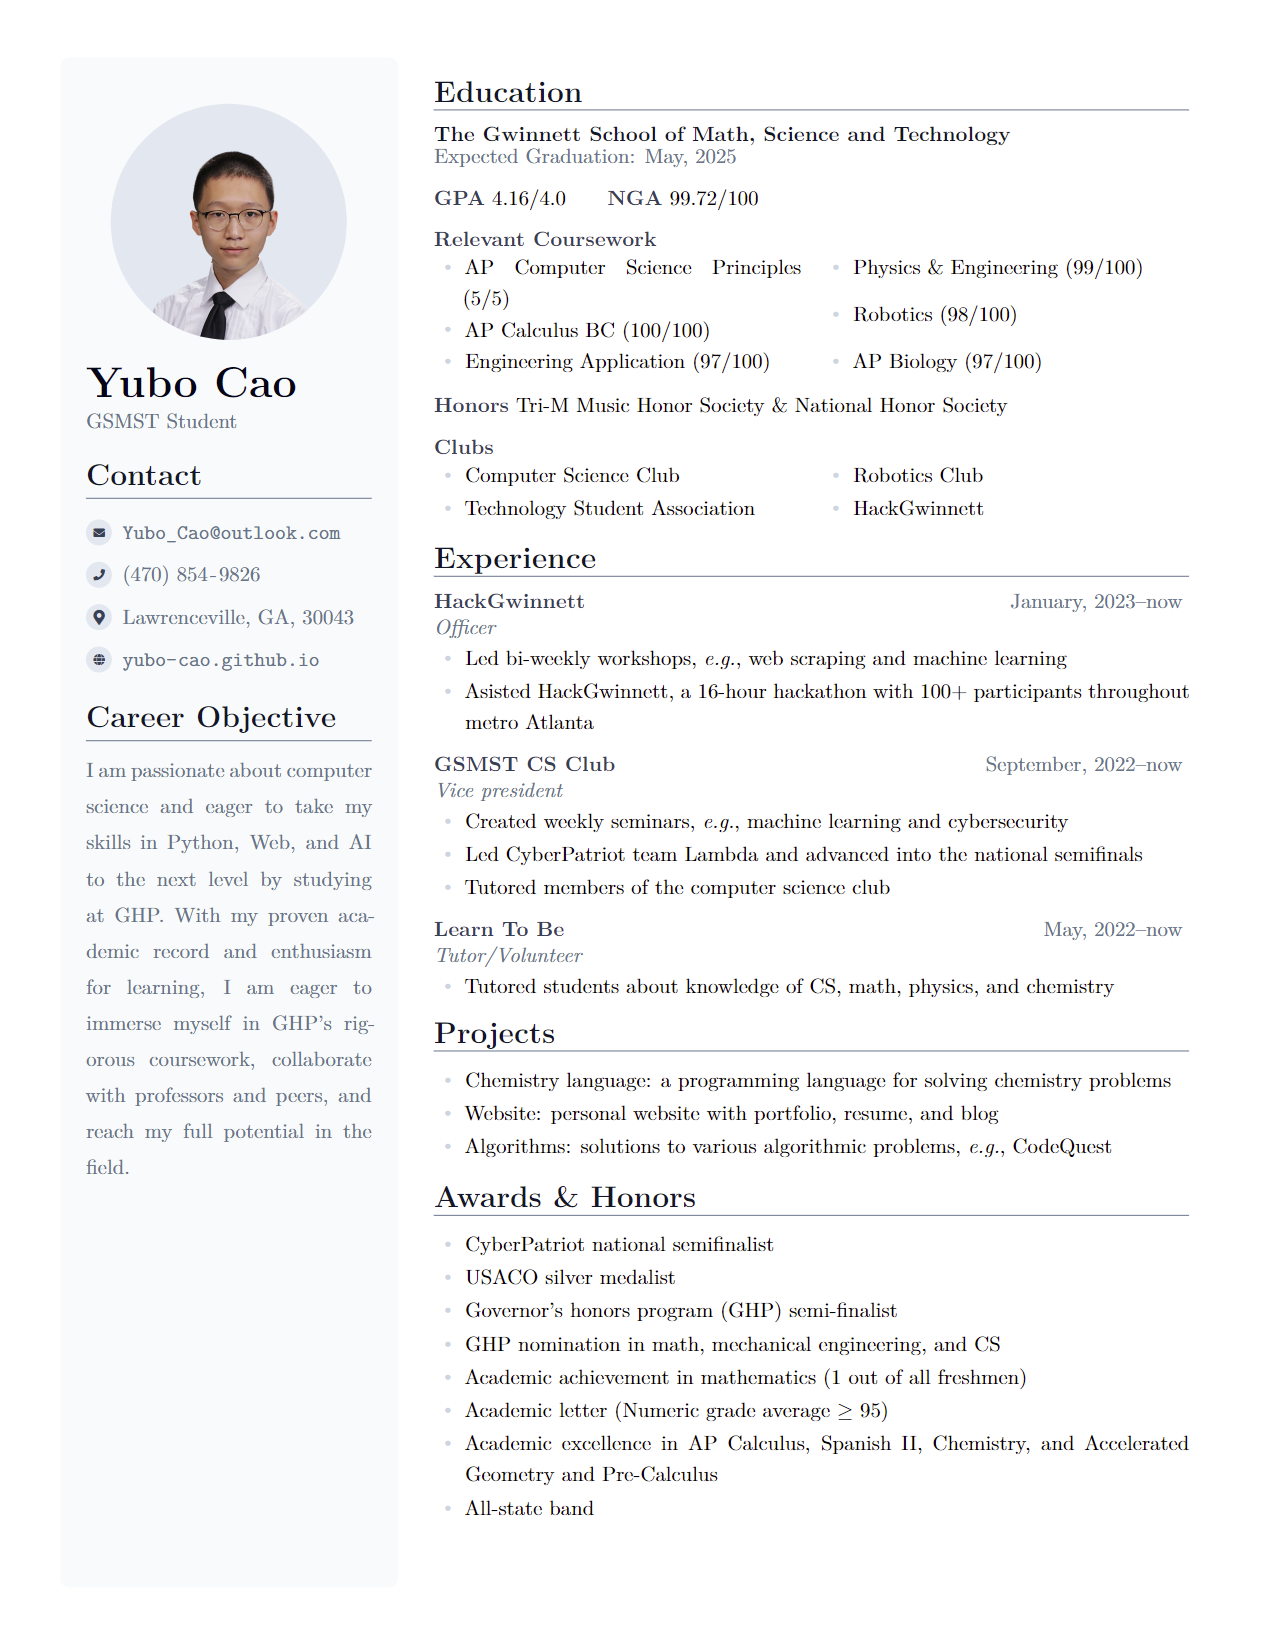 Yubo Cao
GSMST Student
Contact
Yubo_Cao@outlook.com
(470) 854-9826
Lawrenceville, GA, 30043
yubo-cao.github.io
Career Objective
I am passionate about computer
science and eager to take my
skills in Python, Web, and AI
to the next level by studying
at GHP. With my proven aca-
demic record and enthusiasm
for learning, I am eager to
immerse myself in GHP's rig-
orous coursework, collaborate
with professors and peers, and
reach my full potential in the
field.
Education
The Gwinnett School of Math, Science and Technology
Expected Graduation: May, 2025
GPA 4.16/4.0 NGA 99.72/100
Relevant Coursework
• AP Computer Science Principles
(5/5)
• AP Calculus BC (100/100)
• Engineering Application (97/100)
• Physics & Engineering (99/100)
• Robotics (98/100)
• AP Biology (97/100)
Honors Tri-M Music Honor Society & National Honor Society
Clubs
• Computer Science Club
• Technology Student Association
• Robotics Club
• HackGwinnett
Experience
HackGwinnett January, 2023–now
Officer
• Led bi-weekly workshops, e.g., web scraping and machine learning
• Asisted HackGwinnett, a 16-hour hackathon with 100+ participants throughout
metro Atlanta
GSMST CS Club September, 2022–now
Vice president
• Created weekly seminars, e.g., machine learning and cybersecurity
• Led CyberPatriot team Lambda and advanced into the national semifinals
• Tutored members of the computer science club
Learn To Be May, 2022–now
Tutor/Volunteer
• Tutored students about knowledge of CS, math, physics, and chemistry
Projects
• Chemistry language: a programming language for solving chemistry problems
• Website: personal website with portfolio, resume, and blog
• Algorithms: solutions to various algorithmic problems, e.g., CodeQuest
Awards & Honors
• CyberPatriot national semifinalist
• USACO silver medalist
• Governor's honors program (GHP) semi-finalist
• GHP nomination in math, mechanical engineering, and CS
• Academic achievement in mathematics (1 out of all freshmen)
• Academic letter (Numeric grade average ≥ 95)
• Academic excellence in AP Calculus, Spanish II, Chemistry, and Accelerated
Geometry and Pre-Calculus
• All-state band